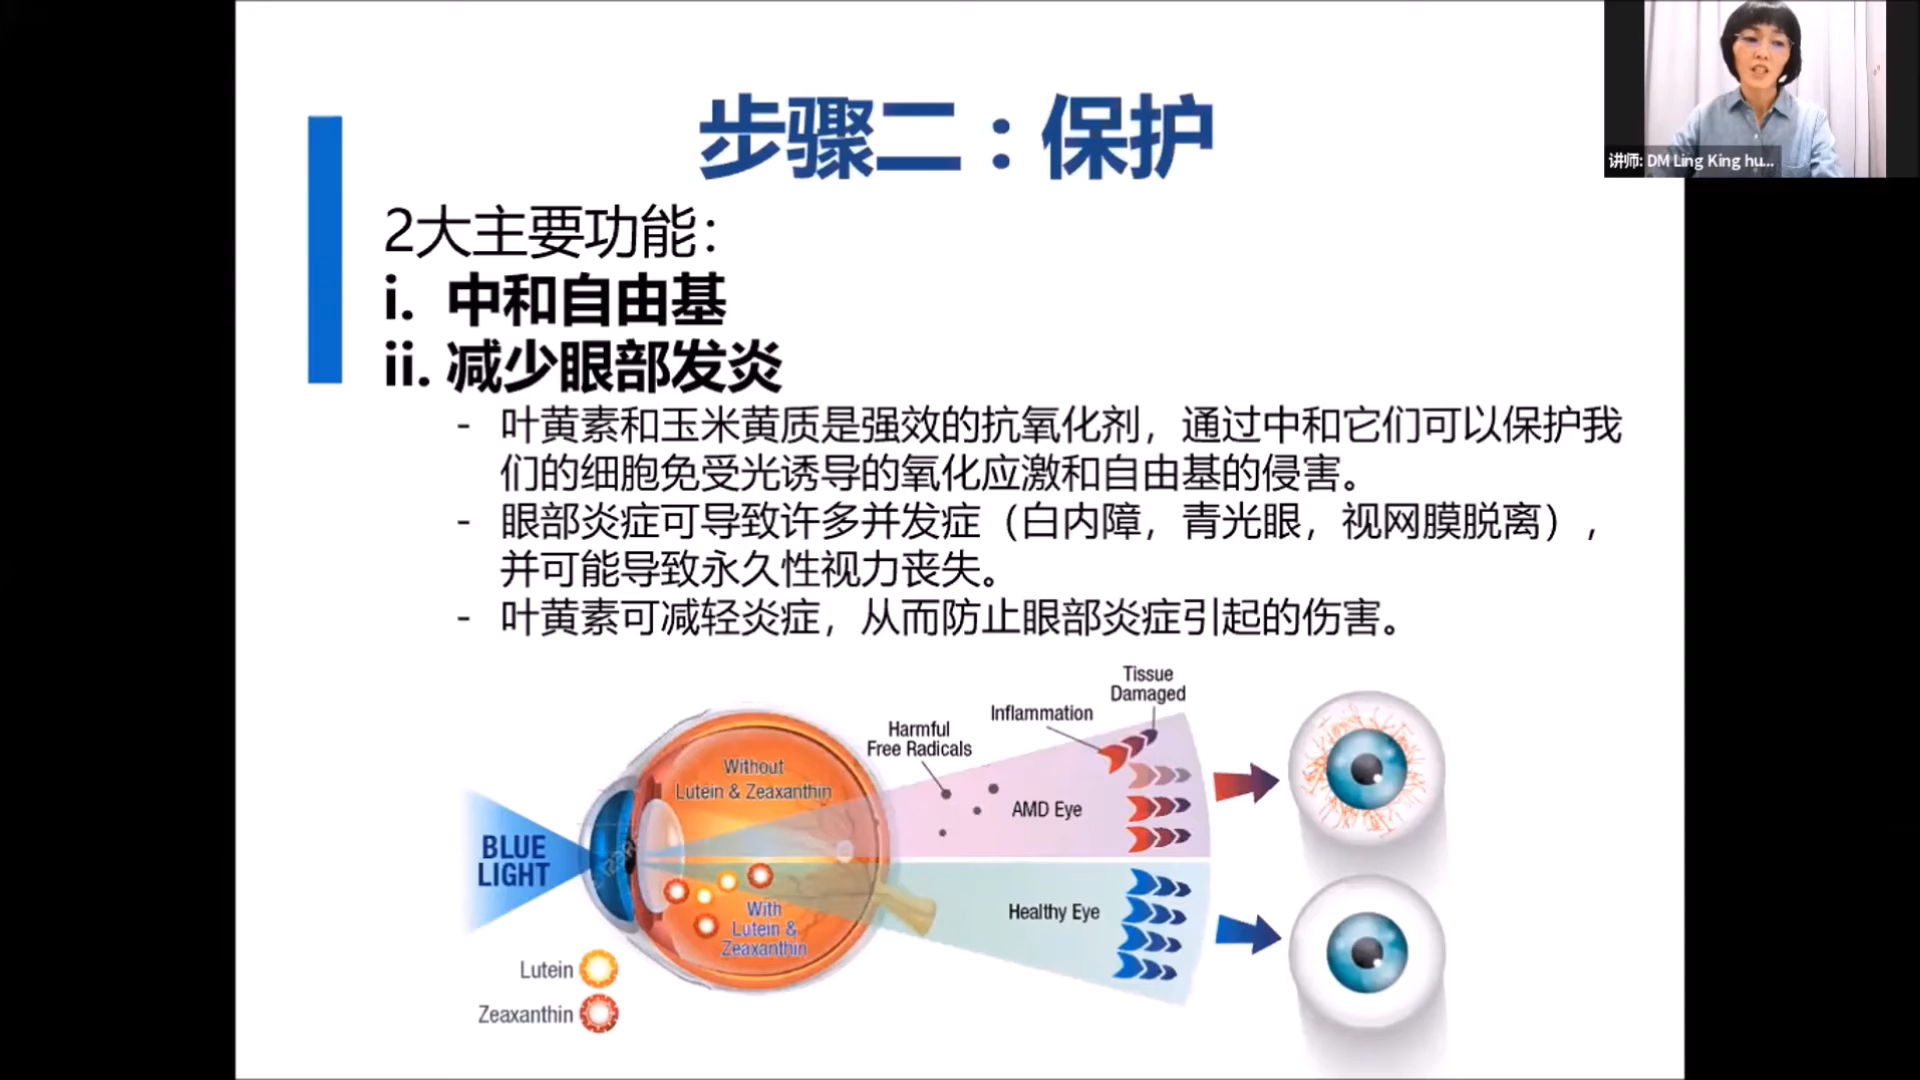 步骤二：保护
讲师: DM Ling King hu...
2大主要功能：
i. 中和自由基
ii. 减少眼部发炎
- 叶黄素和玉米黄质是强效的抗氧化剂，通过中和它们可以保护我
们的细胞免受光诱导的氧化应激和自由基的侵害。
- 眼部炎症可导致许多并发症（白内障，青光眼，视网膜脱离），
并可能导致永久性视力丧失。
- 叶黄素可减轻炎症，从而防止眼部炎症引起的伤害。
Tissue
Damaged
Inflammation
Harmful
Free Radicals
Without
Lutein & Zeaxanthin
AMD Eye
BLUE
LIGHT
With
Lutein &
Zeaxanthin
Healthy Eye
Lutein
Zeaxanthin